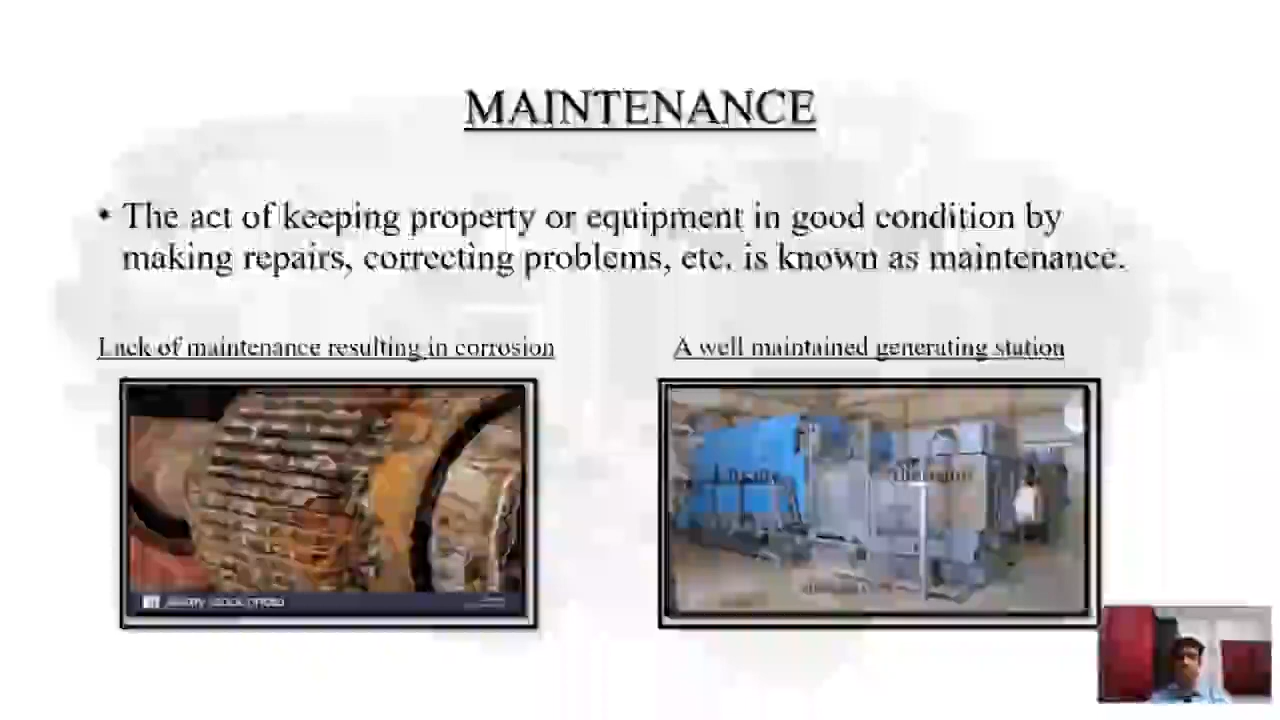 MAINTENANCE
• The act of keeping property or equipment in good condition by
making repairs, correcting problems, etc. is known as maintenance.
Lack of maintenance resulting in corrosion
A well maintained generating station